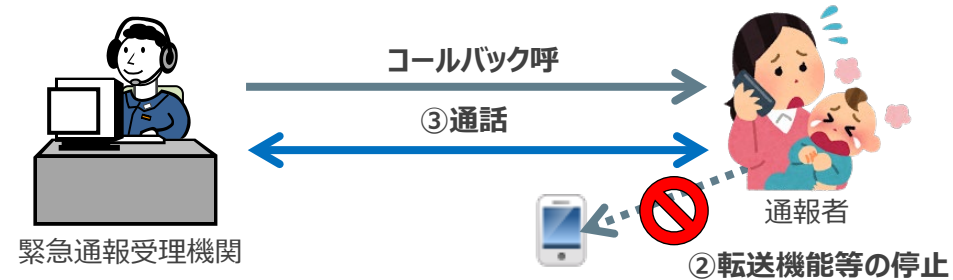 コールバック呼
③通話
緊急通報受理機関
通報者
②転送機能等の停止